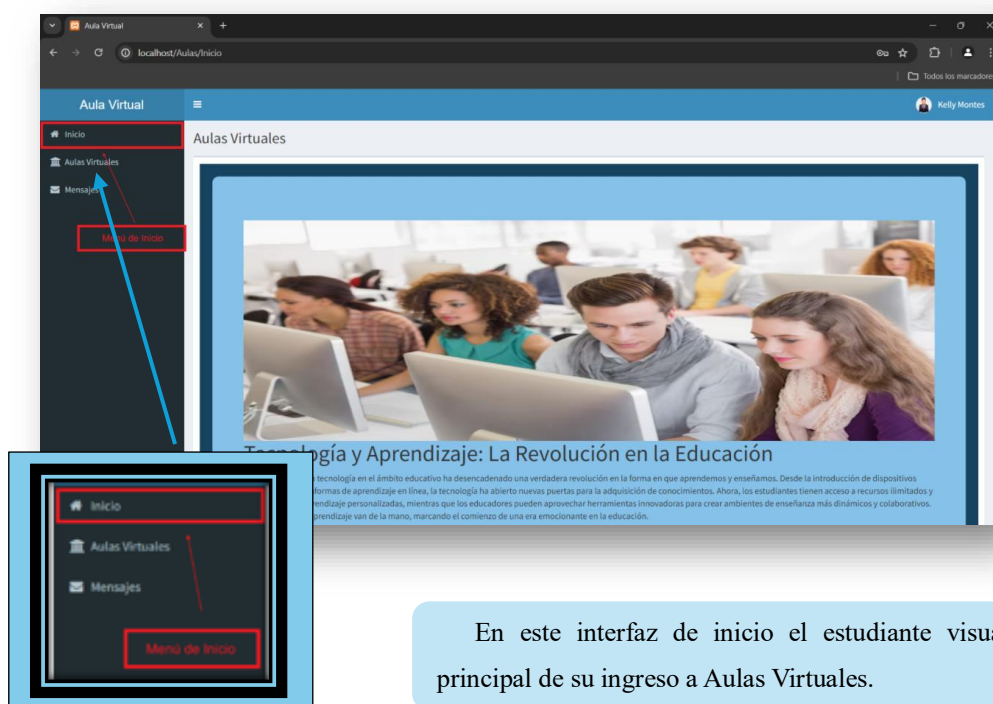 Aula Virtual
localhost/Aulas/Inicio
Todos los marcadore
Aula Virtual
Kelly Montes
Inicio
Aulas Virtuales
Aulas Virtuales
Mensajes
Menú de Inicio
Tecnología y Aprendizaje: La Revolución en la Educación
tecnología en el ámbito educativo ha desencadenado una verdadera revolución en la forma en que aprendemos y enseñamos. Desde la introducción de dispositivos
formas de aprendizaje en línea, la tecnología ha abierto nuevas puertas para la adquisición de conocimientos. Ahora, los estudiantes tienen acceso a recursos ilimitados y
endizaje personalizadas, mientras que los educadores pueden aprovechar herramientas innovadoras para crear ambientes de enseñanza más dinámicos y colaborativos.
prendizaje van de la mano, marcando el comienzo de una era emocionante en la educación.
Inicio
Aulas Virtuales
Mensajes
Menú de Inicio
En este interfaz de inicio el estudiante visua
principal de su ingreso a Aulas Virtuales.